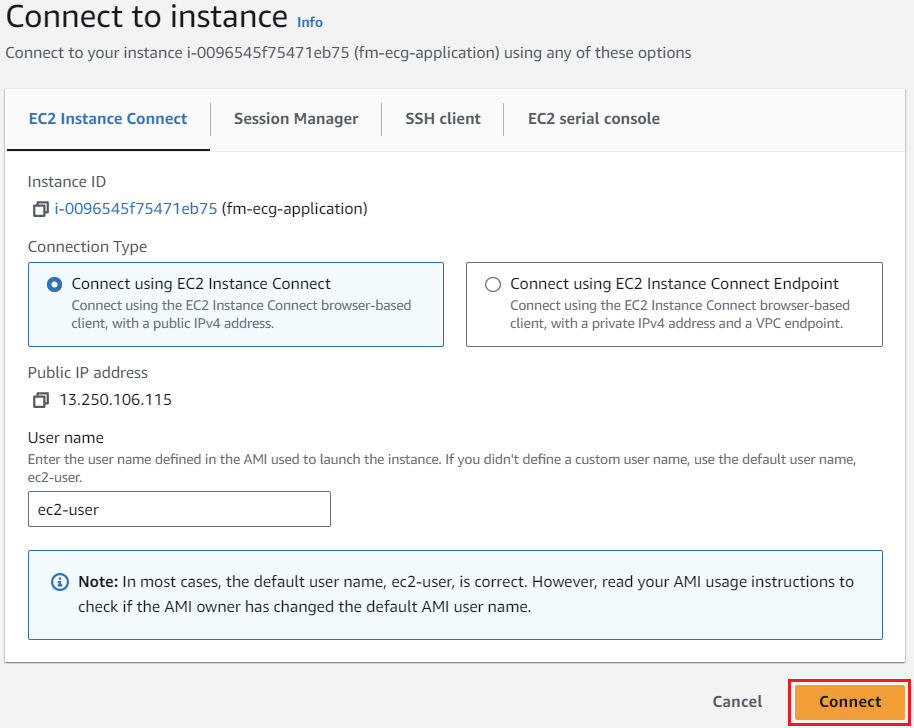 Connect to instance Info
Connect to your instance i-0096545f75471eb75 (fm-ecg-application) using any of these options
EC2 Instance Connect Session Manager SSH client EC2 serial console
Instance ID
i-0096545f75471eb75 (fm-ecg-application)
Connection Type
Connect using EC2 Instance Connect
Connect using the EC2 Instance Connect browser-based
client, with a public IPv4 address.
Connect using EC2 Instance Connect Endpoint
Connect using the EC2 Instance Connect browser-based
client, with a private IPv4 address and a VPC endpoint.
Public IP address
13.250.106.115
User name
Enter the user name defined in the AMI used to launch the instance. If you didn't define a custom user name, use the default user name,
ec2-user.
ec2-user
Note: In most cases, the default user name, ec2-user, is correct. However, read your AMI usage instructions to
check if the AMI owner has changed the default AMI user name.
Cancel Connect